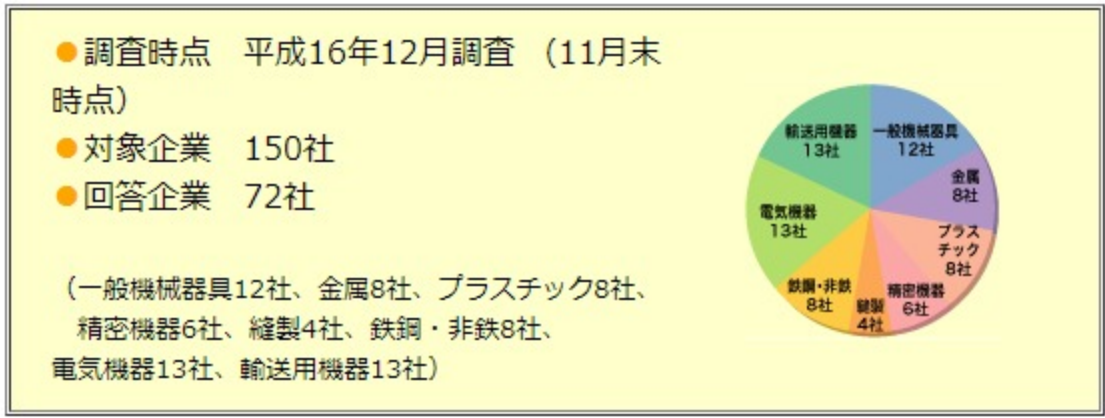 ●調査時点　平成16年12月調査　(11月末
時点）
●対象企業　150社
●回答企業　72社
（一般機械器具12社、金属8社、プラスチック8社、
精密機器6社、縫製4社、鉄鋼・非鉄8社、
電気機器13社、輸送用機器13社）
輸送用機器
13社
一般機械器具
12社
金属
8社
プラス
チック
8社
精密機器
6社
縫製
4社
鉄鋼・非鉄
8社
電気機器
13社